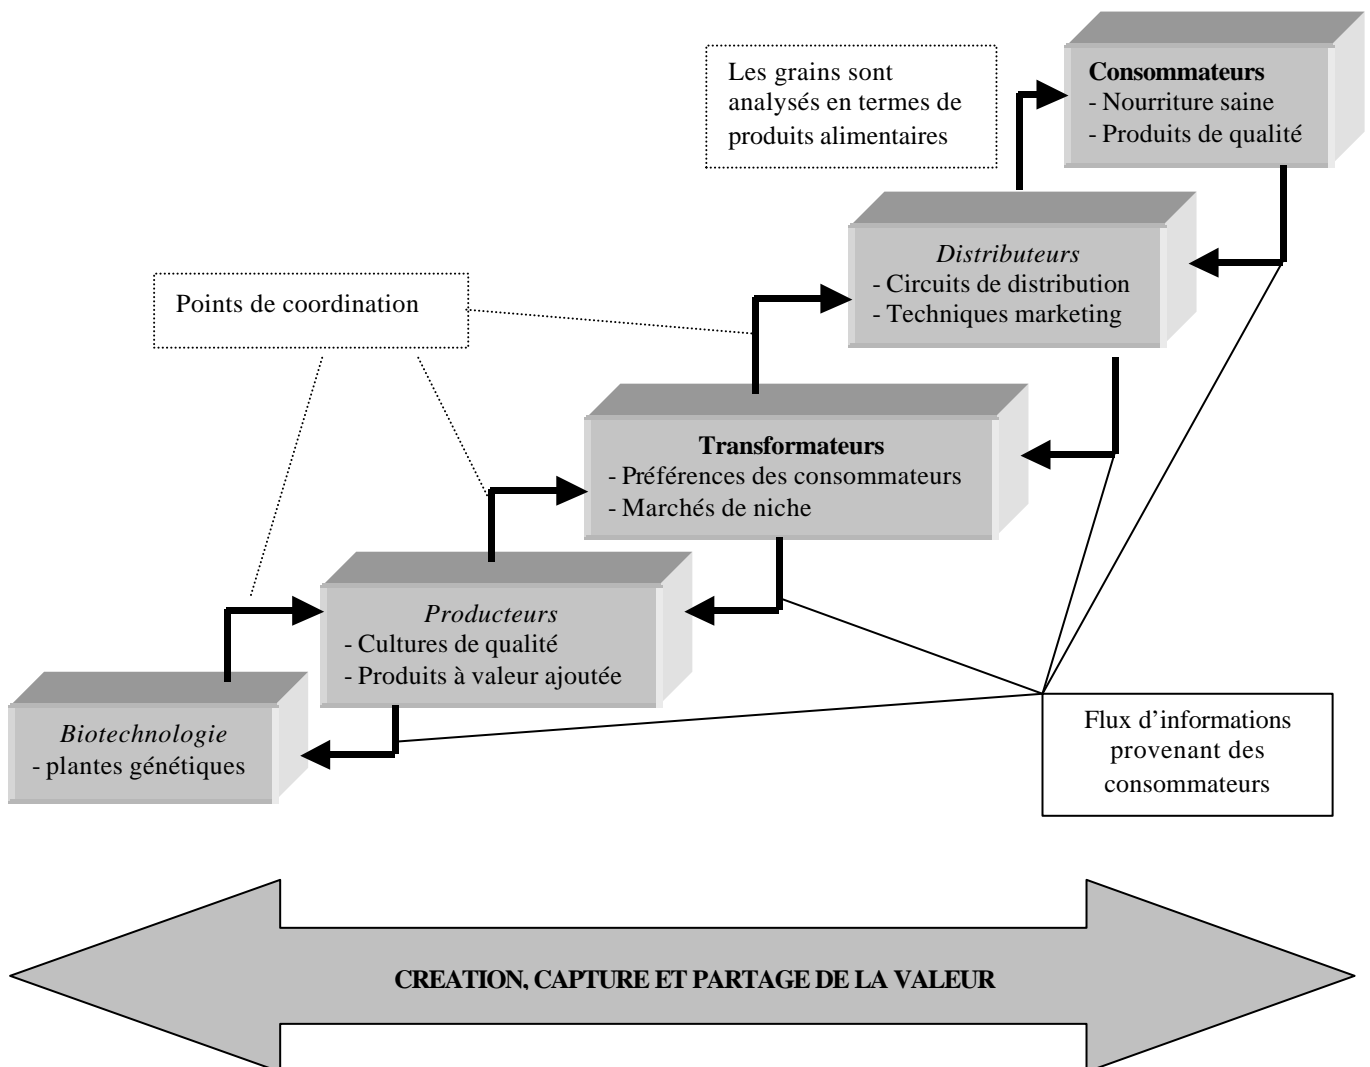 Les grains sont
analysés en termes de
produits alimentaires
Consommateurs
- Nourriture saine
- Produits de qualité
Distributeurs
- Circuits de distribution
- Techniques marketing
Points de coordination
Transformateurs
- Préférences des consommateurs
- Marchés de niche
Producteurs
- Cultures de qualité
- Produits à valeur ajoutée
Biotechnologie
- plantes génétiques
Flux d’informations
provenant des
consommateurs
CREATION, CAPTURE ET PARTAGE DE LA VALEUR